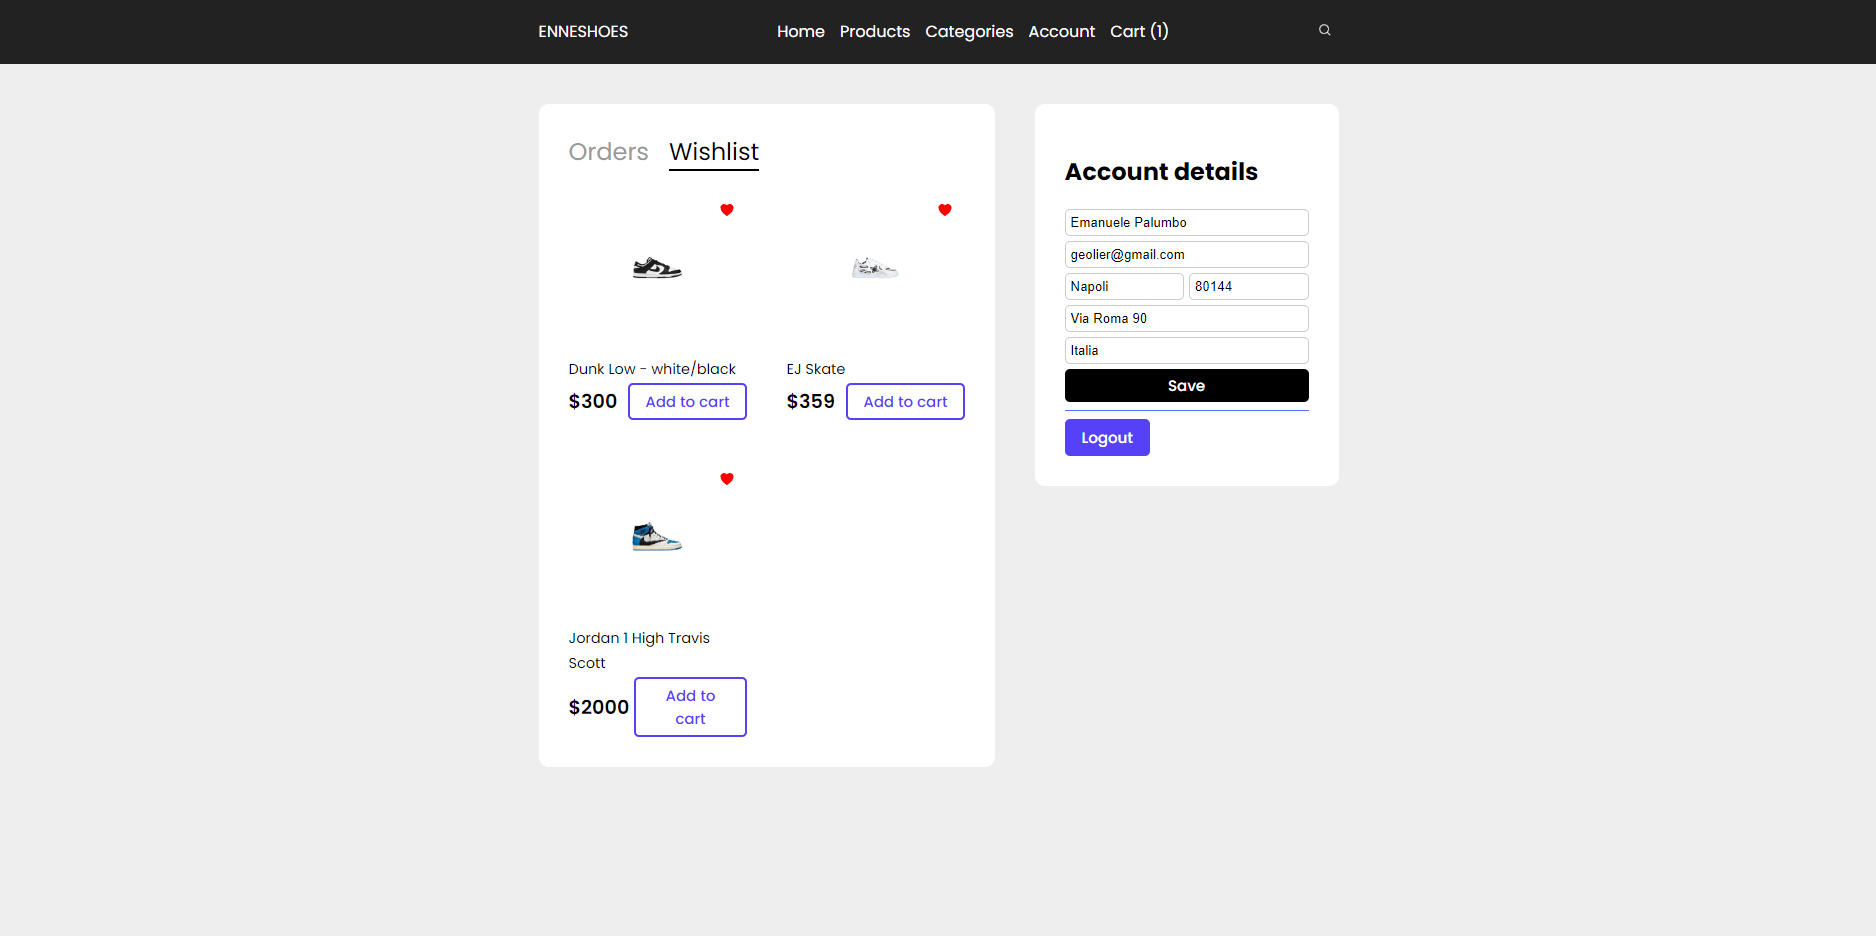 ENNESHOES
Home Products Categories Account Cart (1)
Orders Wishlist
Dunk Low - white/black
$300 Add to cart
EJ Skate
$359 Add to cart
Jordan 1 High Travis
Scott
$2000 Add to
cart
Account details
Emanuele Palumbo
geolier@gmail.com
Napoli 80144
Via Roma 90
Italia
Save
Logout